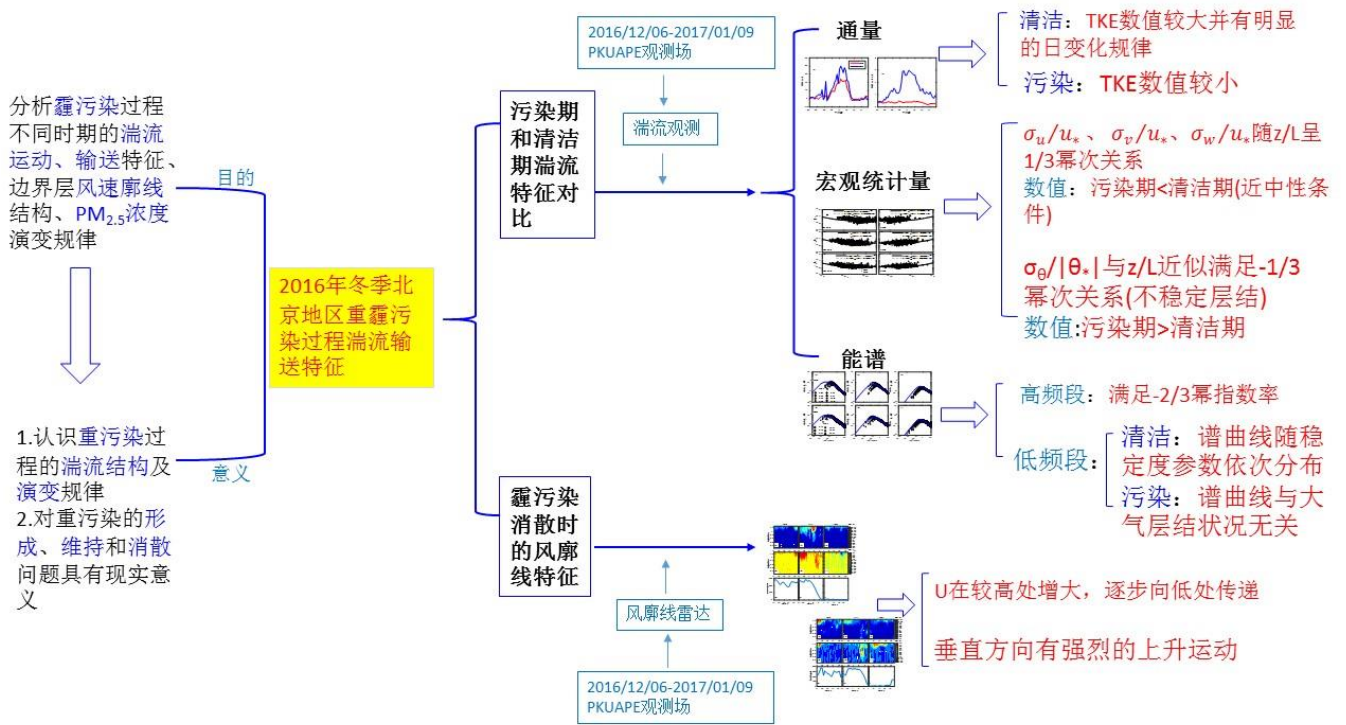 分析霾污染过程
不同时期的湍流
运动、输送特征、
边界层风速廓线
结构、PM2.5浓度
演变规律
目的
1.认识重污染过
程的湍流结构及
演变规律
2.对重污染的形
成、维持和消散
问题具有现实意
义
意义
2016年冬季北
京地区重霾污
染过程湍流输
送特征
污染期
和清洁
期湍流
特征对
比
2016/12/06-2017/01/09
PKUAPE观测场
湍流观测
通量
清洁：TKE数值较大并有明显
的日变化规律
污染：TKE数值较小
宏观统计量
σu/u* 、 σv/u*、σw/u*随z/L呈
1/3幂次关系
数值：污染期<清洁期(近中性条
件)
σθ/|θ*|与z/L近似满足-1/3
幂次关系(不稳定层结)
数值:污染期>清洁期
能谱
高频段：满足-2/3幂指数率
低频段：
清洁：谱曲线随稳
定度参数依次分布
污染：谱曲线与大
气层结状况无关
霾污染
消散时
的风廓
线特征
风廓线雷达
2016/12/06-2017/01/09
PKUAPE观测场
U在较高处增大，逐步向低处传递
垂直方向有强烈的上升运动